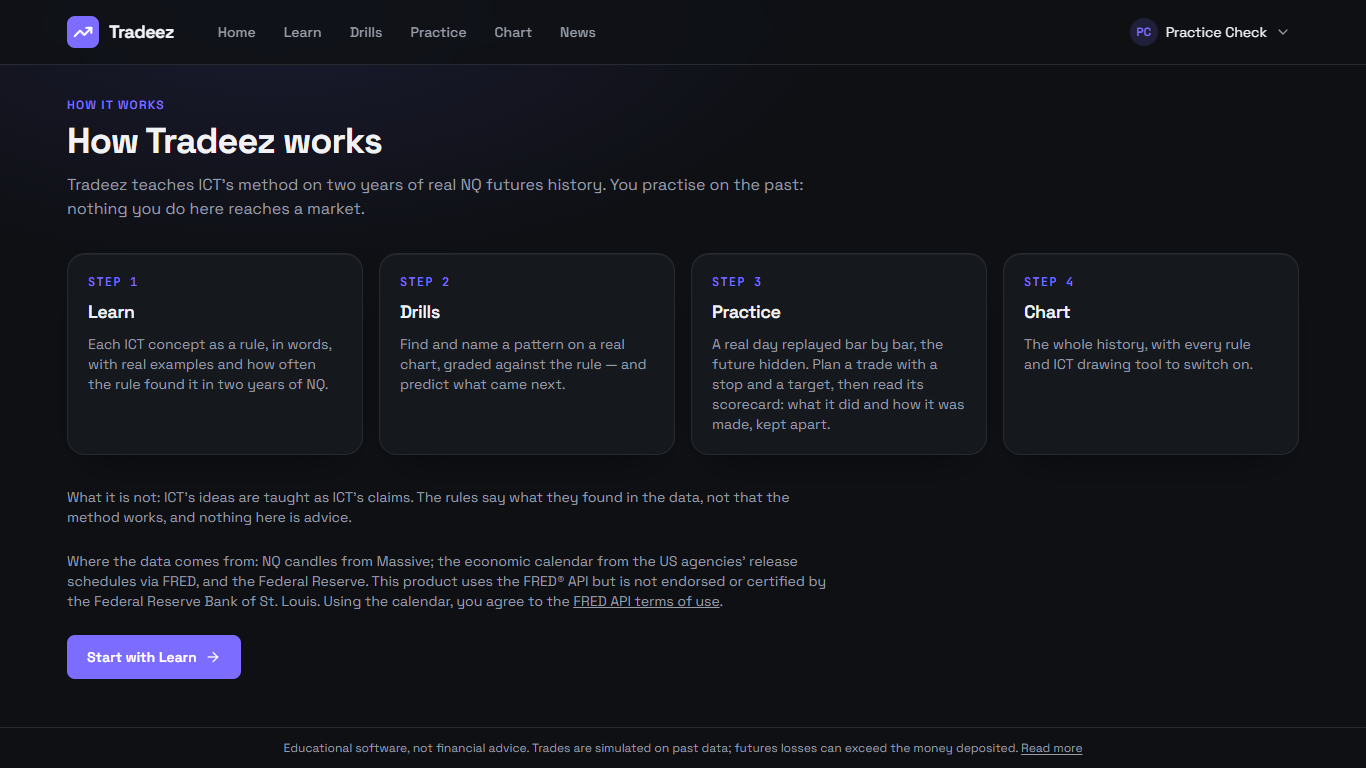 Tradeez
Home
Learn
Drills
Practice
Chart
News
PC
Practice Check
HOW IT WORKS
How Tradeez works
Tradeez teaches ICT's method on two years of real NQ futures history. You practise on the past:
nothing you do here reaches a market.
STEP 1
Learn
Each ICT concept as a rule, in words,
with real examples and how often
the rule found it in two years of NQ.
STEP 2
Drills
Find and name a pattern on a real
chart, graded against the rule — and
predict what came next.
STEP 3
Practice
A real day replayed bar by bar, the
future hidden. Plan a trade with a
stop and a target, then read its
scorecard: what it did and how it was
made, kept apart.
STEP 4
Chart
The whole history, with every rule
and ICT drawing tool to switch on.
What it is not: ICT's ideas are taught as ICT's claims. The rules say what they found in the data, not that the
method works, and nothing here is advice.
Where the data comes from: NQ candles from Massive; the economic calendar from the US agencies' release
schedules via FRED, and the Federal Reserve. This product uses the FRED® API but is not endorsed or certified by
the Federal Reserve Bank of St. Louis. Using the calendar, you agree to the FRED API terms of use.
Start with Learn
Educational software, not financial advice. Trades are simulated on past data; futures losses can exceed the money deposited. Read more